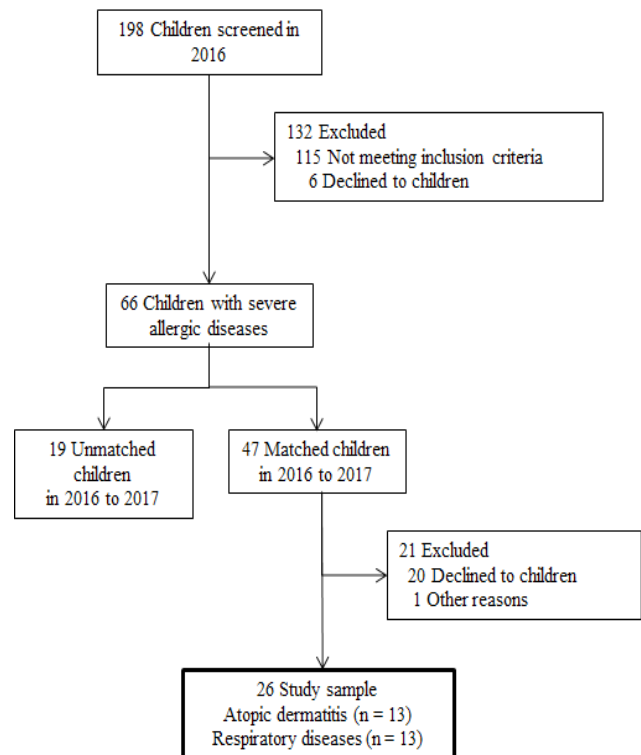 198 Children screened in
2016
132 Excluded
115 Not meeting inclusion criteria
6 Declined to children
66 Children with severe
allergic diseases
19 Unmatched
children
in 2016 to 2017
47 Matched children
in 2016 to 2017
21 Excluded
20 Declined to children
1 Other reasons
26 Study sample
Atopic dermatitis (n = 13)
Respiratory diseases (n = 13)